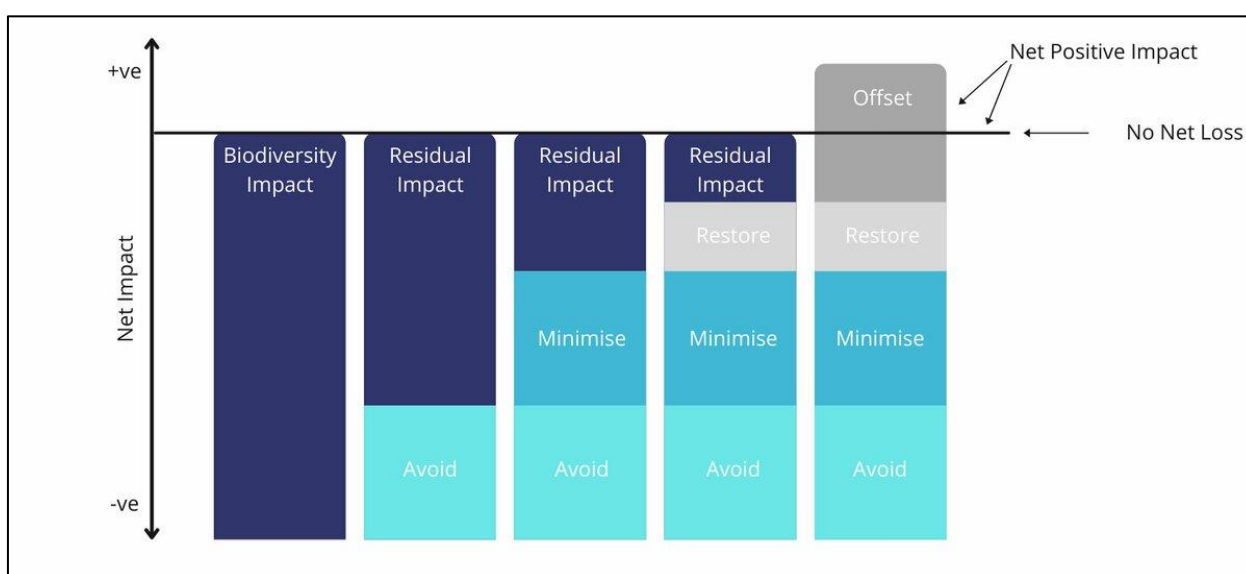 +ve
Net Positive Impact
Offset
No Net Loss
Biodiversity
Impact
Residual
Impact
Residual
Impact
Residual
Impact
Restore
Restore
Net Impact
Minimise
Minimise
Minimise
Avoid
Avoid
Avoid
Avoid
-ve